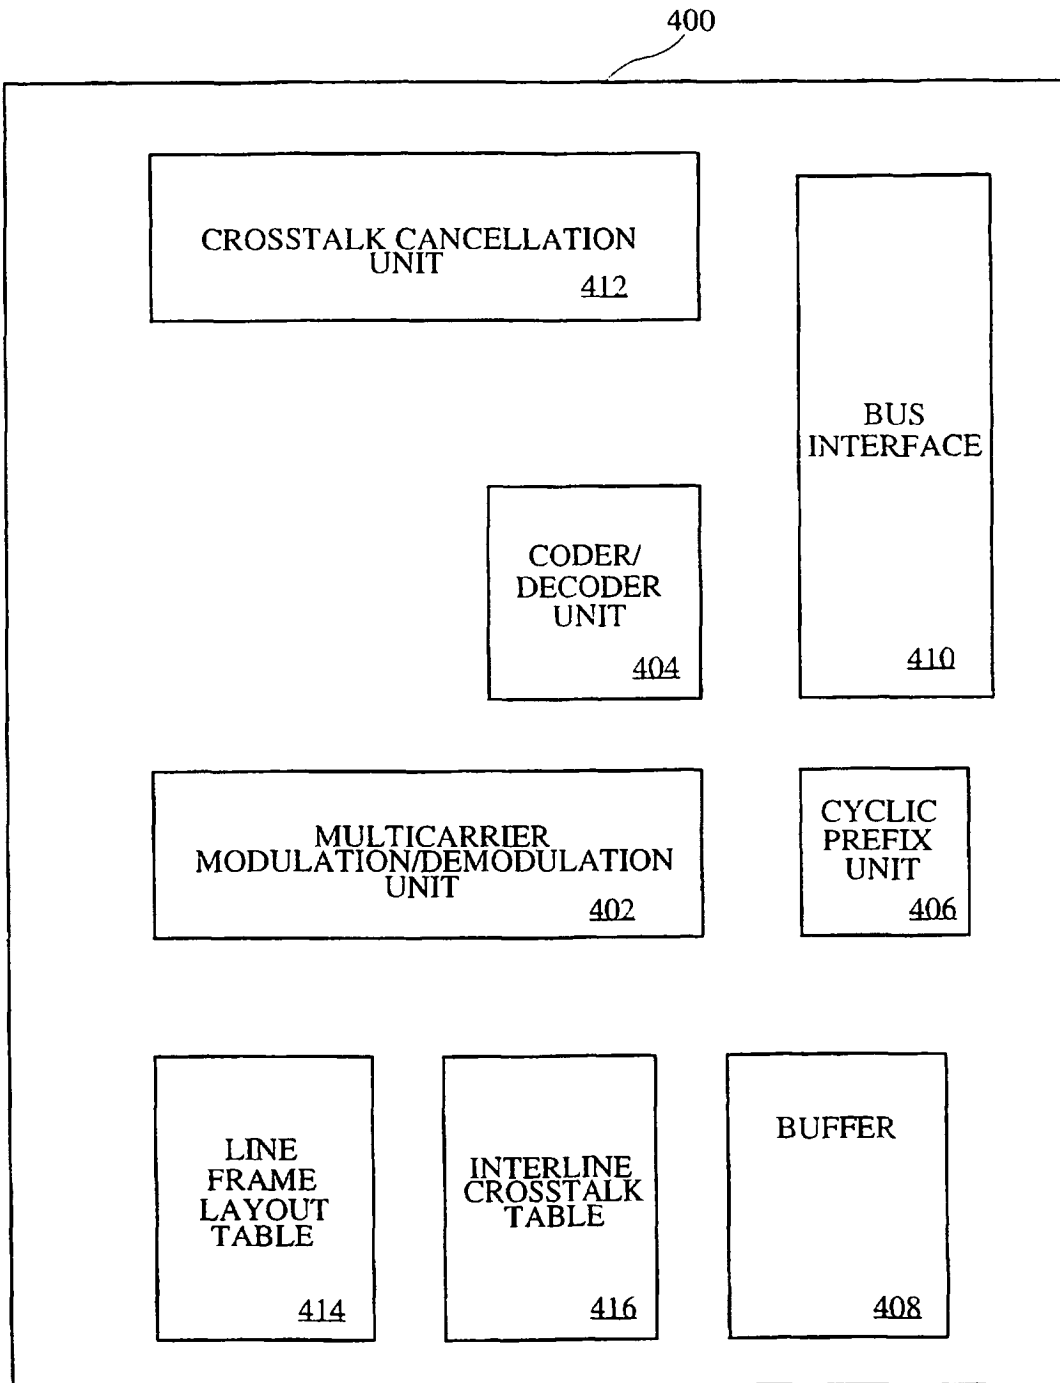 400
CROSSTALK CANCELLATION
UNIT
412
BUS
INTERFACE
410
CODER/
DECODER
UNIT
404
MULTICARRIER
MODULATION/DEMODULATION
UNIT
402
CYCLIC
PREFIX
UNIT
406
LINE
FRAME
LAYOUT
TABLE
414
INTERLINE
CROSSTALK
TABLE
416
BUFFER
408